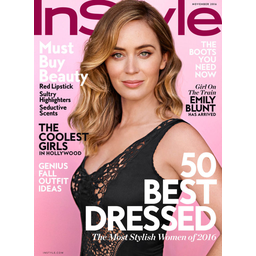 InStyle
NOVEMBER 2016
Must
Buy
Beauty
Red Lipstick
Sultry
Highlighters
Seductive
Scents
THE
COOLEST
GIRLS
IN HOLLYWOOD
GENIUS
FALL
OUTFIT
IDEAS
THE
BOOTS
YOU
NEED
NOW
Girl On
The Train
EMILY
BLUNT
HAS ARRIVED
50
BEST
DRESSED
The Most Stylish Women of 2016